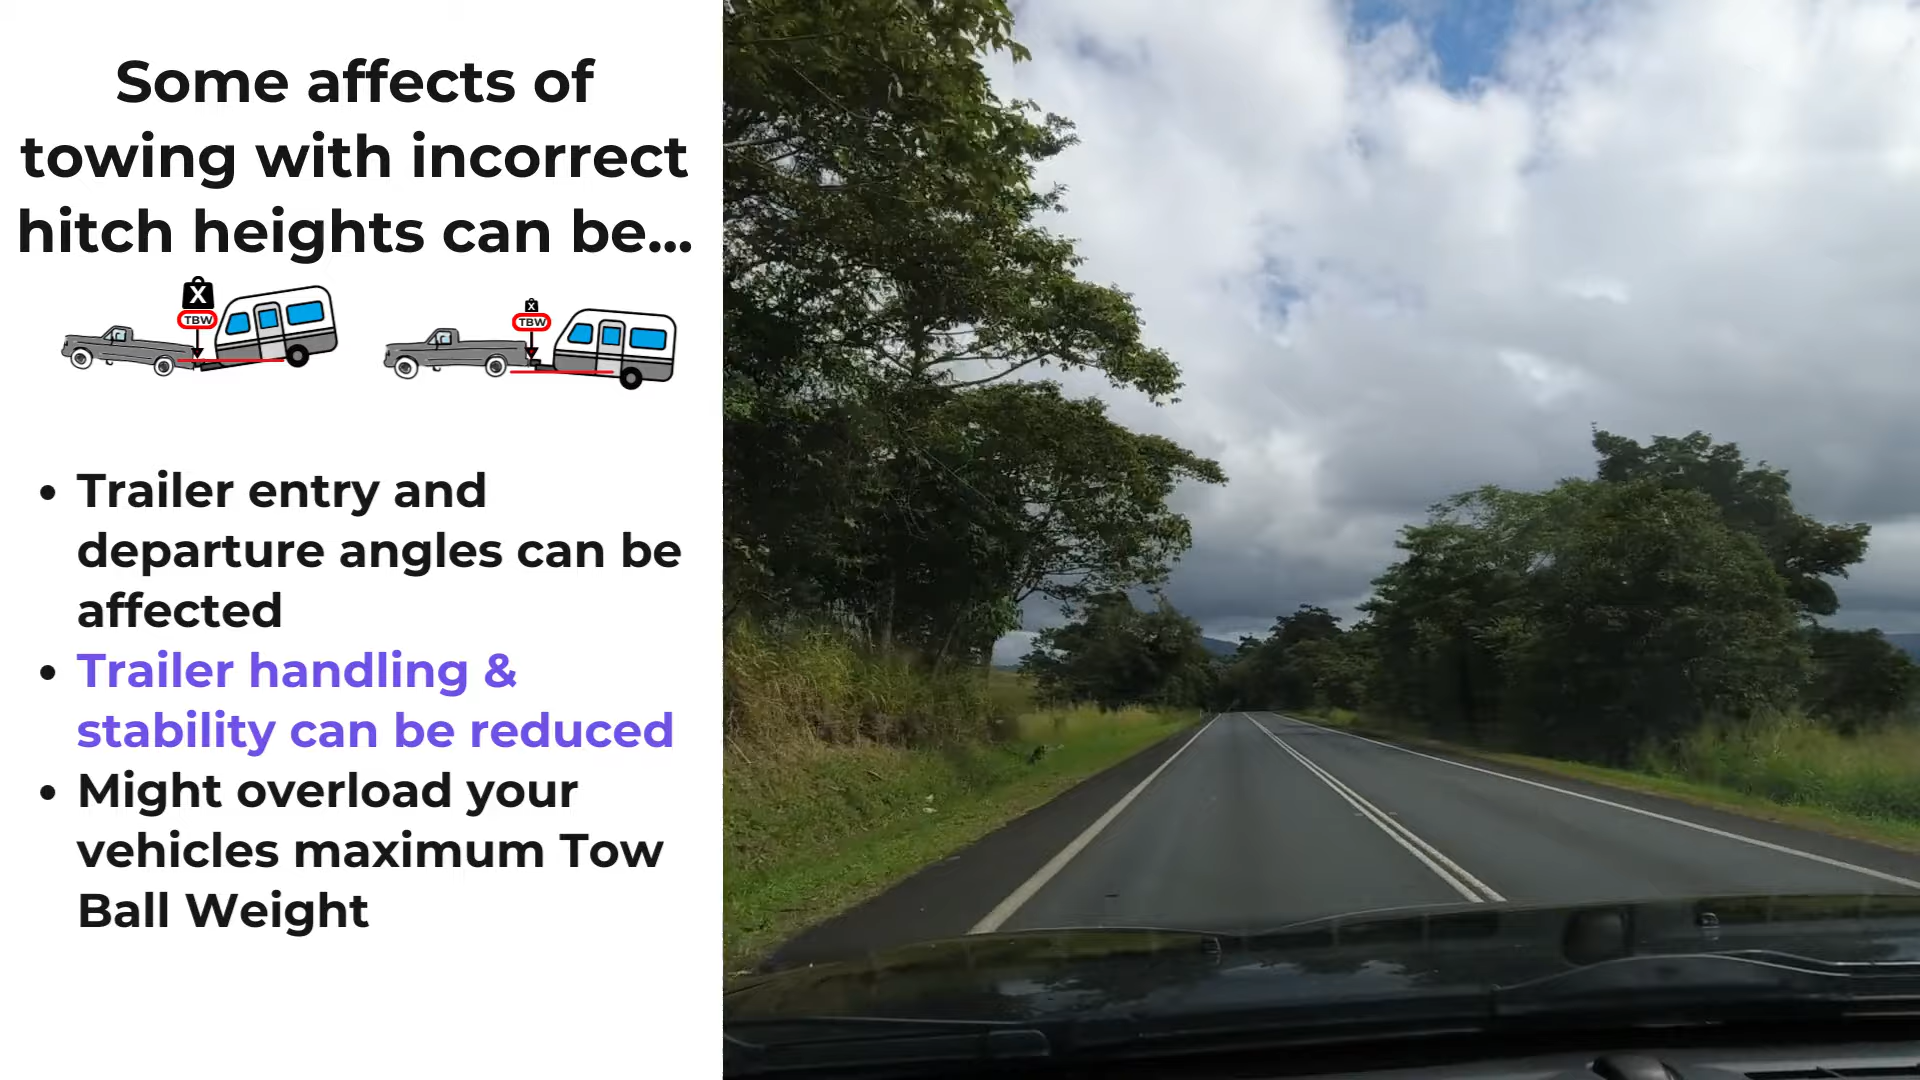 Some affects of
towing with incorrect
hitch heights can be...
X
TBW
X
TBW
• Trailer entry and
departure angles can be
affected
• Trailer handling &
stability can be reduced
• Might overload your
vehicles maximum Tow
Ball Weight